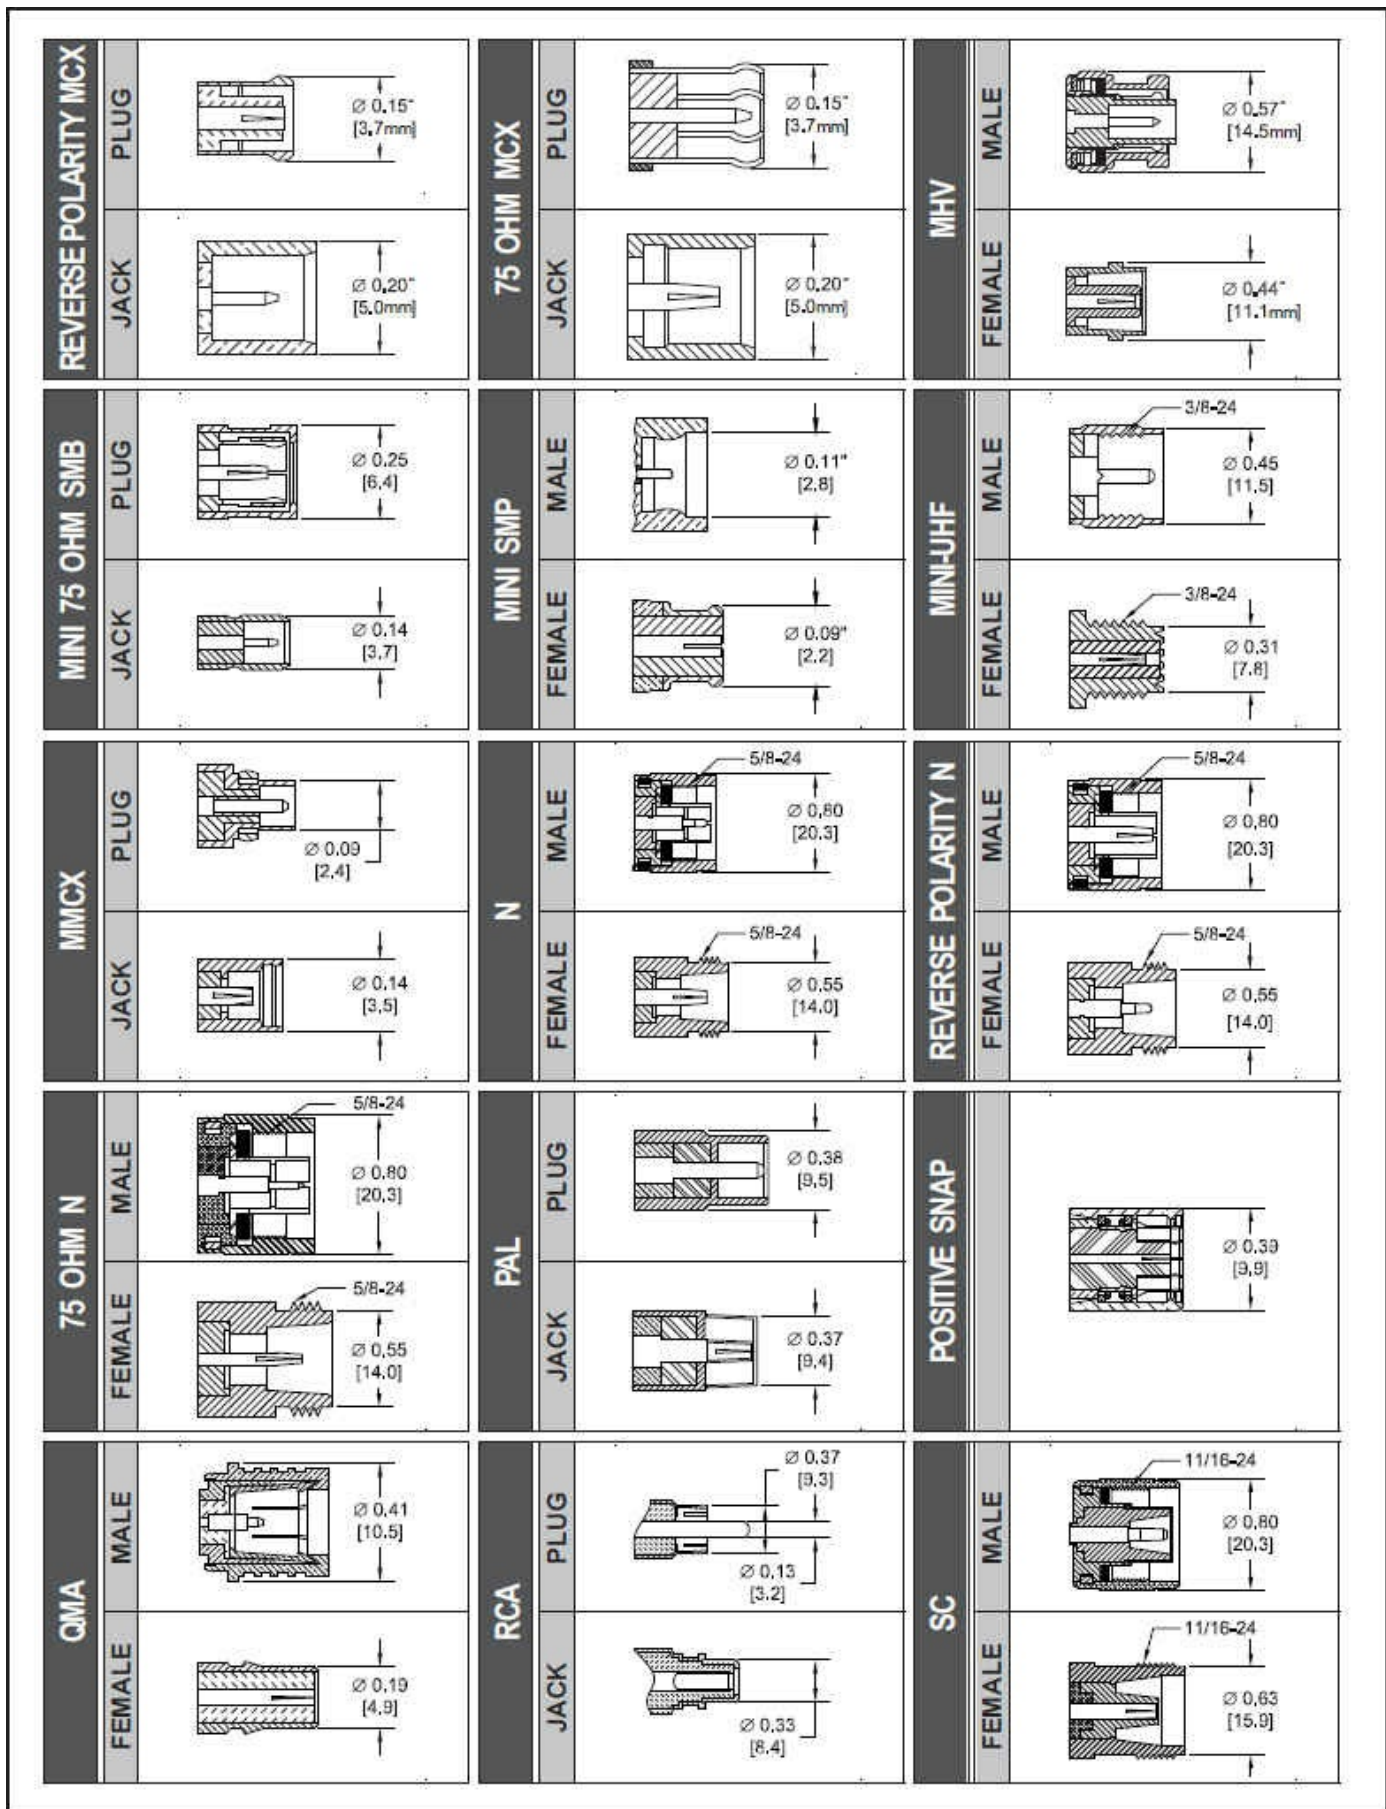 REVERSE POLARITY MCX
PLUG
Ø 0.15"
[3.7mm]
JACK
Ø 0.20"
[5.0mm]
75 OHM MCX
PLUG
Ø 0.15"
[3.7mm]
JACK
Ø 0.20"
[5.0mm]
MHV
MALE
Ø 0.57"
[14.5mm]
FEMALE
Ø 0.44"
[11.1mm]
MINI 75 OHM SMB
PLUG
Ø 0.25
[6.4]
JACK
Ø 0.14
[3.7]
MINI SMP
MALE
Ø 0.11"
[2.8]
FEMALE
Ø 0.09"
[2.2]
MINI-UHF
MALE
3/8-24
Ø 0.45
[11.5]
FEMALE
3/8-24
Ø 0.31
[7.8]
MMCX
PLUG
Ø 0.09
[2.4]
JACK
Ø 0.14
[3.5]
N
MALE
5/8-24
Ø 0.80
[20.3]
FEMALE
5/8-24
Ø 0.55
[14.0]
REVERSE POLARITY N
MALE
5/8-24
Ø 0.80
[20.3]
FEMALE
5/8-24
Ø 0.55
[14.0]
75 OHM N
MALE
5/8-24
Ø 0.80
[20.3]
FEMALE
5/8-24
Ø 0.55
[14.0]
PAL
PLUG
Ø 0.38
[9.5]
JACK
Ø 0.37
[9.4]
POSITIVE SNAP
Ø 0.39
[9.9]
QMA
MALE
Ø 0.41
[10.5]
FEMALE
Ø 0.19
[4.9]
RCA
PLUG
Ø 0.37
[9.3]
Ø 0.13
[3.2]
JACK
Ø 0.33
[8.4]
SC
MALE
11/16-24
Ø 0.80
[20.3]
FEMALE
11/16-24
Ø 0.63
[15.9]